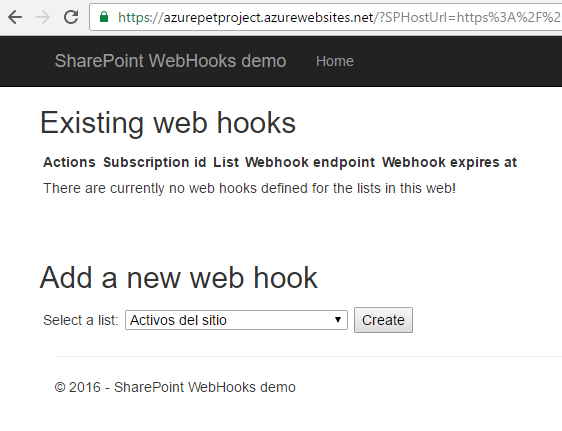 https://azurepetproject.azurewebsites.net/?SPHostUrl=https%3A%2F%2
SharePoint WebHooks demo Home
Existing web hooks
Actions Subscription id List Webhook endpoint Webhook expires at
There are currently no web hooks defined for the lists in this web!
Add a new web hook
Select a list: Activos del sitio Create
© 2016 - SharePoint WebHooks demo